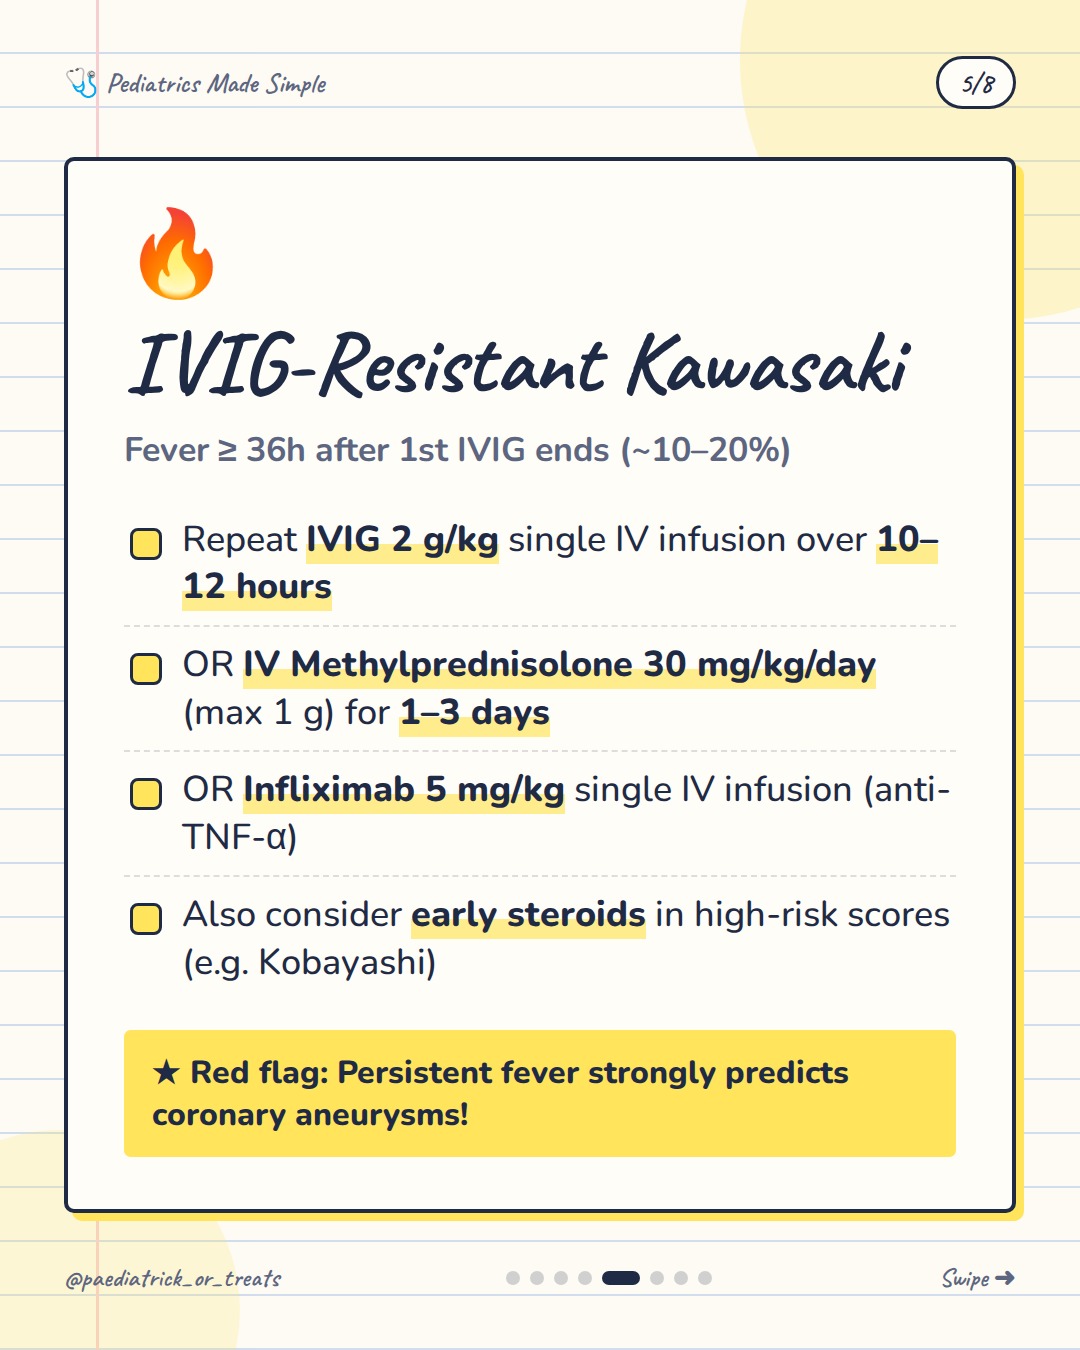 🩺 Pediatrics Made Simple
5/8
IVIG-Resistant Kawasaki
Fever ≥ 36h after 1st IVIG ends (~10–20%)
Repeat IVIG 2 g/kg single IV infusion over 10–
12 hours
OR IV Methylprednisolone 30 mg/kg/day
(max 1 g) for 1–3 days
OR Infliximab 5 mg/kg single IV infusion (anti-
TNF-α)
Also consider early steroids in high-risk scores
(e.g. Kobayashi)
★ Red flag: Persistent fever strongly predicts
coronary aneurysms!
@paediatrick_or_treats
Swipe ➜